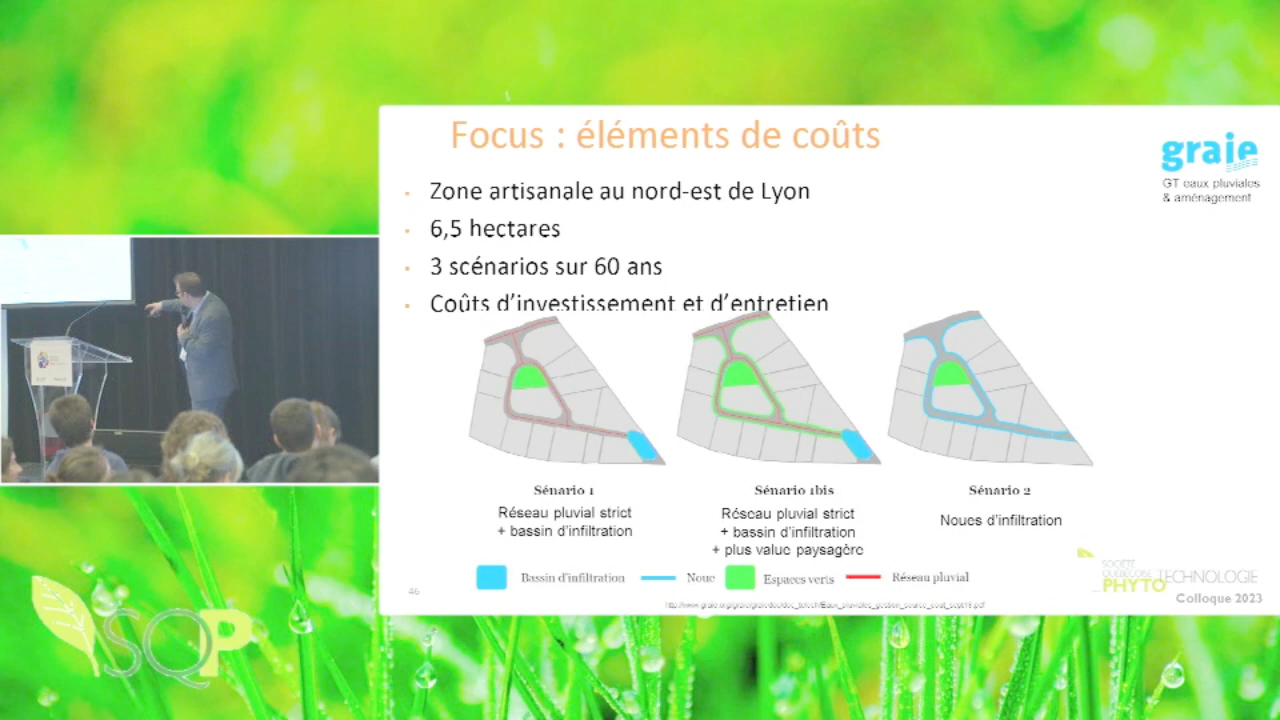 Focus : éléments de coûts
graie
GT eaux pluviales
& aménagement
Zone artisanale au nord-est de Lyon
6,5 hectares
3 scénarios sur 60 ans
Coûts d’investissement et d’entretien
Sénario 1
Réseau pluvial strict
+ bassin d’infiltration
Sénario 1bis
Réseau pluvial strict
+ bassin d’infiltration
+ plus value paysagère
Sénario 2
Noues d’infiltration
Bassin d’infiltration
Noue
Espaces verts
Réseau pluvial
46
SOCIÉTÉ
QUÉBÉCOISE
PHYTOTECHNOLOGIE
Colloque 2023
SQP